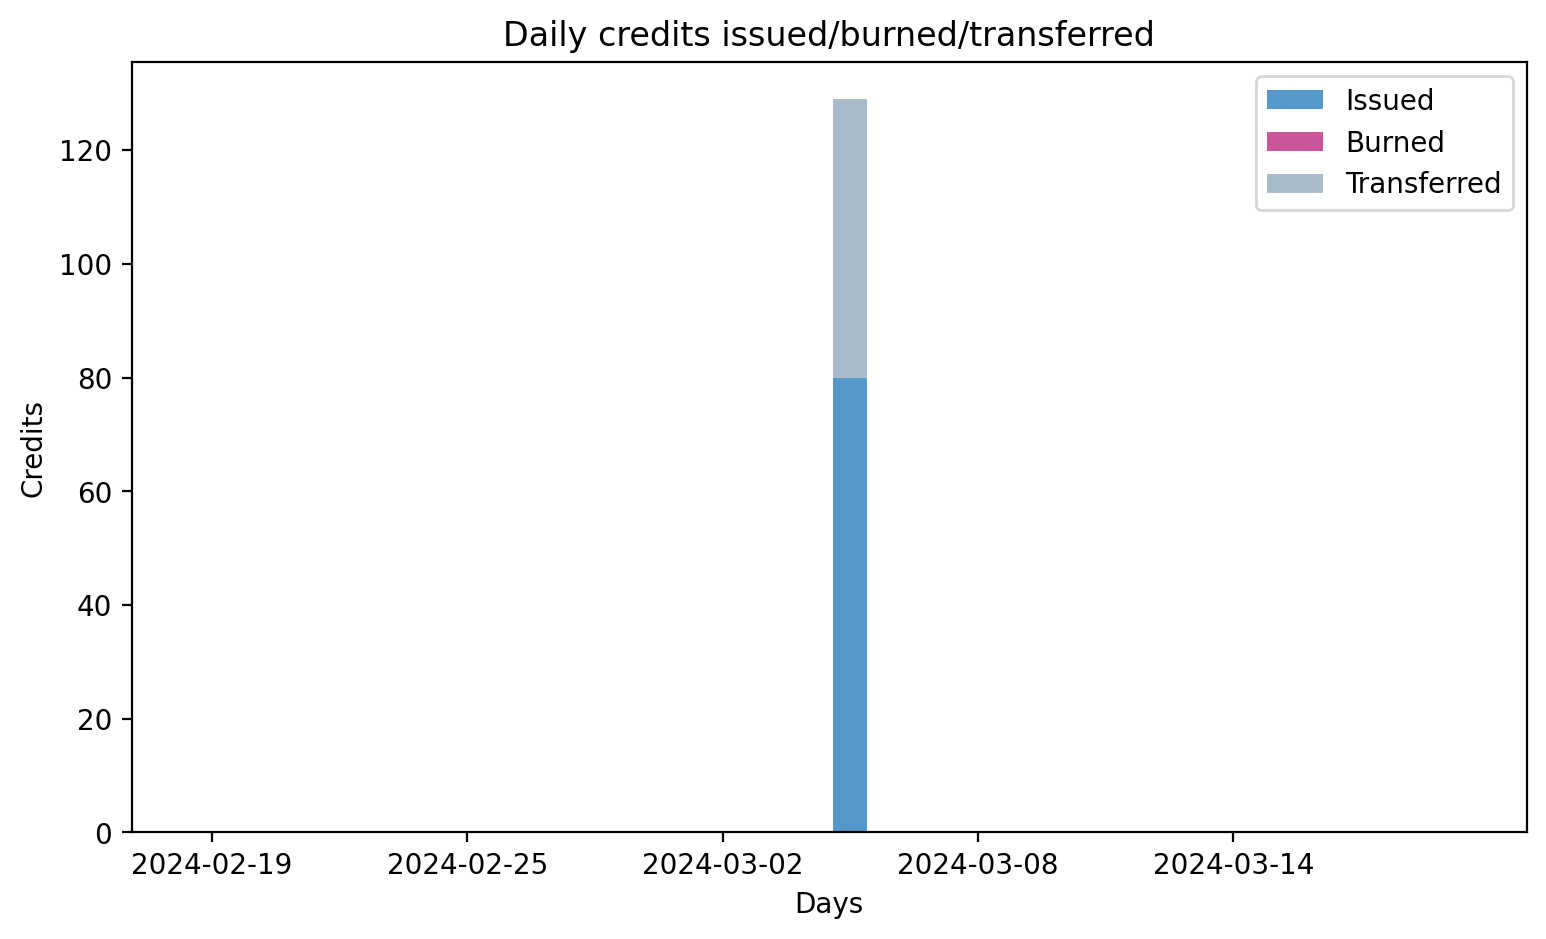 Daily credits issued/burned/transferred
Issued
Burned
Transferred
120
100
80
60
40
20
0
Credits
2024-02-19
2024-02-25
2024-03-02
2024-03-08
2024-03-14
Days